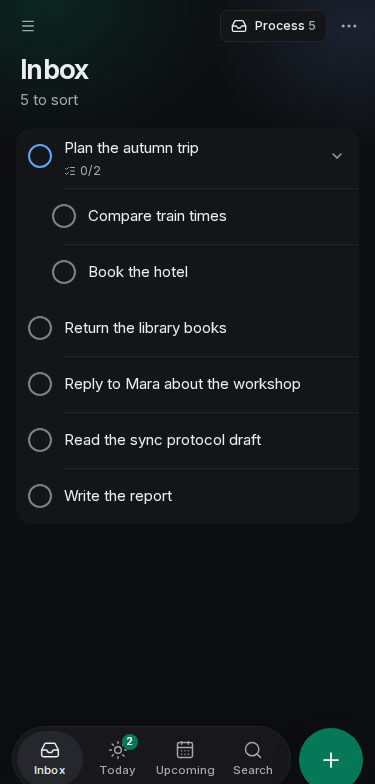 Process 5
Inbox
5 to sort
Plan the autumn trip
0/2
Compare train times
Book the hotel
Return the library books
Reply to Mara about the workshop
Read the sync protocol draft
Write the report
2
Inbox Today Upcoming Search